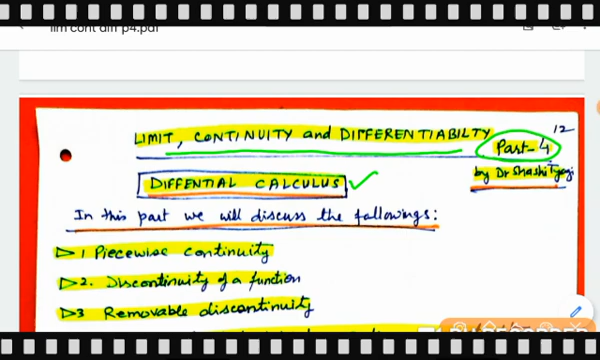 lim cont diff p4.pdf
12
LIMIT, CONTINUITY and DIFFERENTIABILTY
Part-4
by Dr Shashi Tyagi
DIFFENTIAL CALCULUS
In this part we will discuss the followings:
1 Piecewise continuity
2. Discontinuity of a function
3 Removable discontinuity